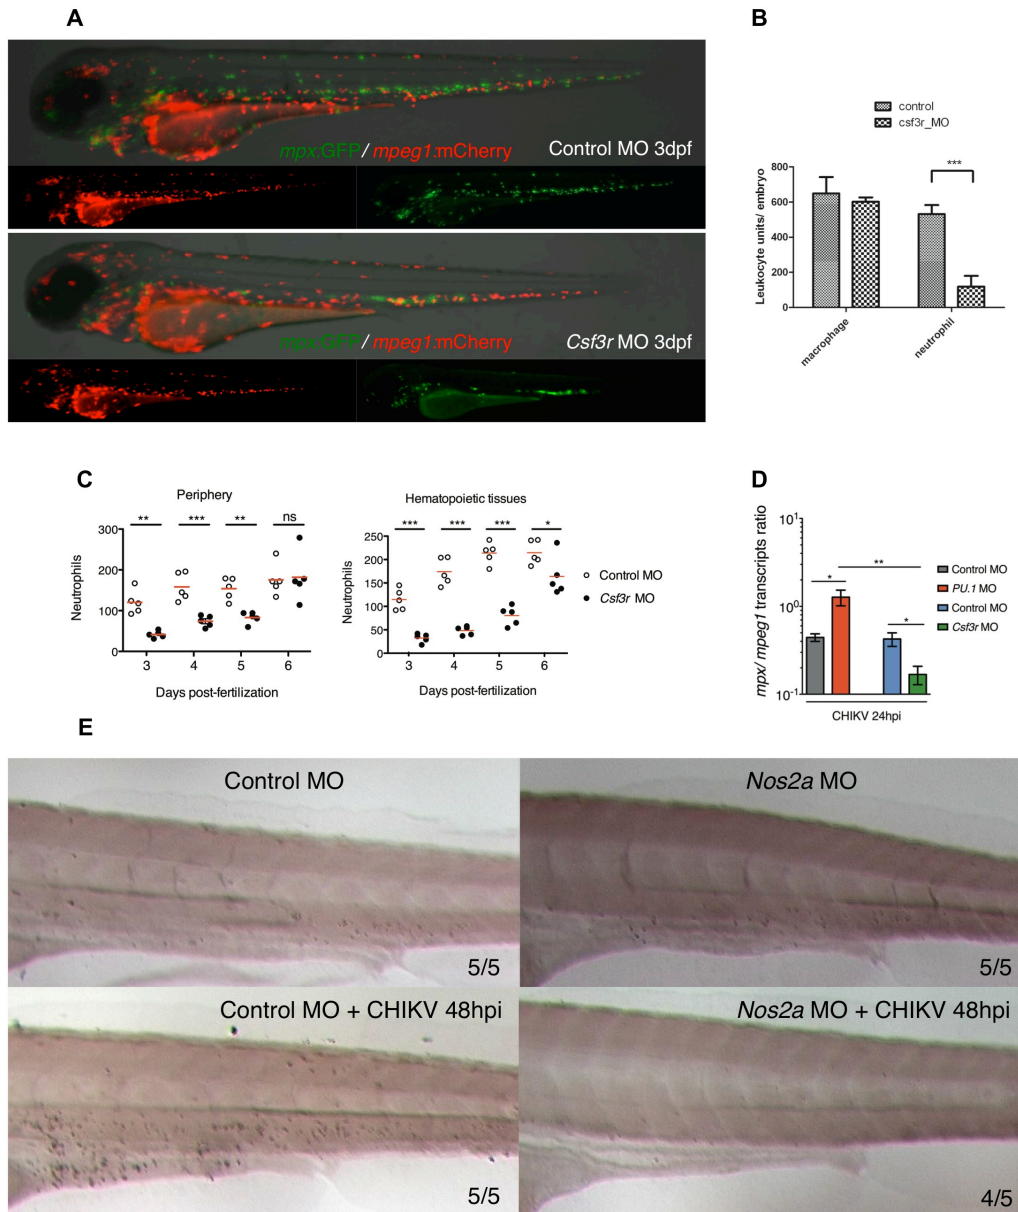 A
mpx:GFP / mpeg1:mCherry Control MO 3dpf
mpx:GFP / mpeg1:mCherry Csf3r MO 3dpf
B
control
csf3r_MO
Leukocyte units/ embryo
800
600
400
200
0
***
macrophage
neutrophil
C
Periphery
Neutrophils
300
200
100
0
** *** ** ns
3 4 5 6
Days post-fertilization
Hematopoietic tissues
Neutrophils
250
200
150
100
50
0
*** *** *** *
3 4 5 6
Days post-fertilization
Control MO
Csf3r MO
D
mpx/ mpeg1 transcripts ratio
101
100
10-1
**
*
*
CHIKV 24hpi
Control MO
PU.1 MO
Control MO
Csf3r MO
E
Control MO
5/5
Nos2a MO
5/5
Control MO + CHIKV 48hpi
5/5
Nos2a MO + CHIKV 48hpi
4/5